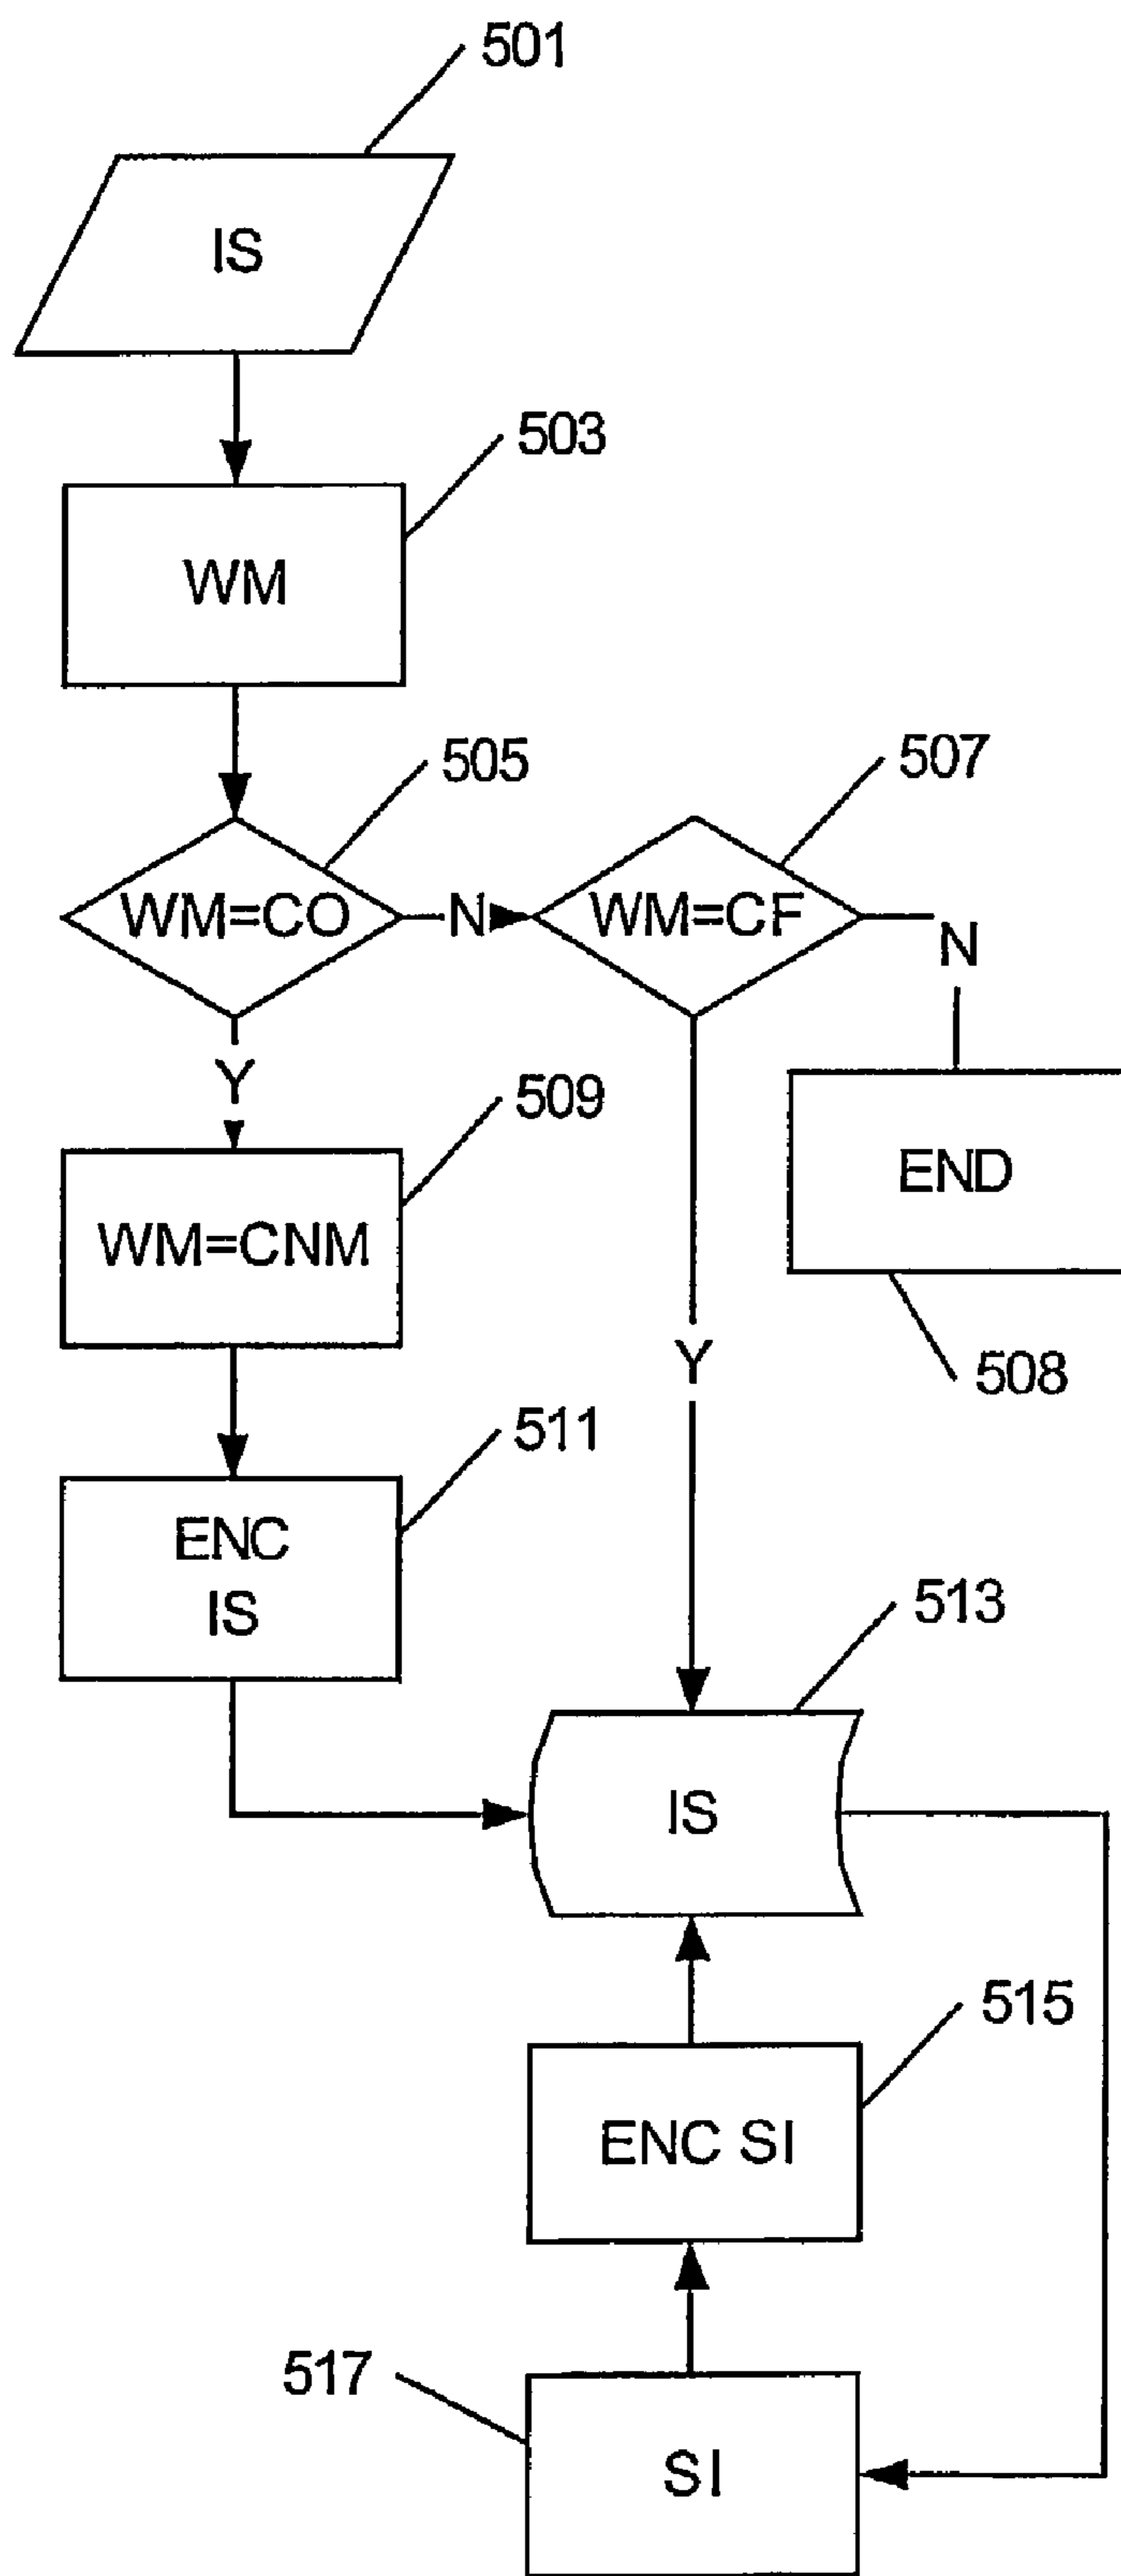 501
IS
503
WM
505
507
WM=CO
N
WM=CF
N
Y
509
END
WM=CNM
508
Y
511
ENC
IS
513
IS
515
ENC SI
517
SI